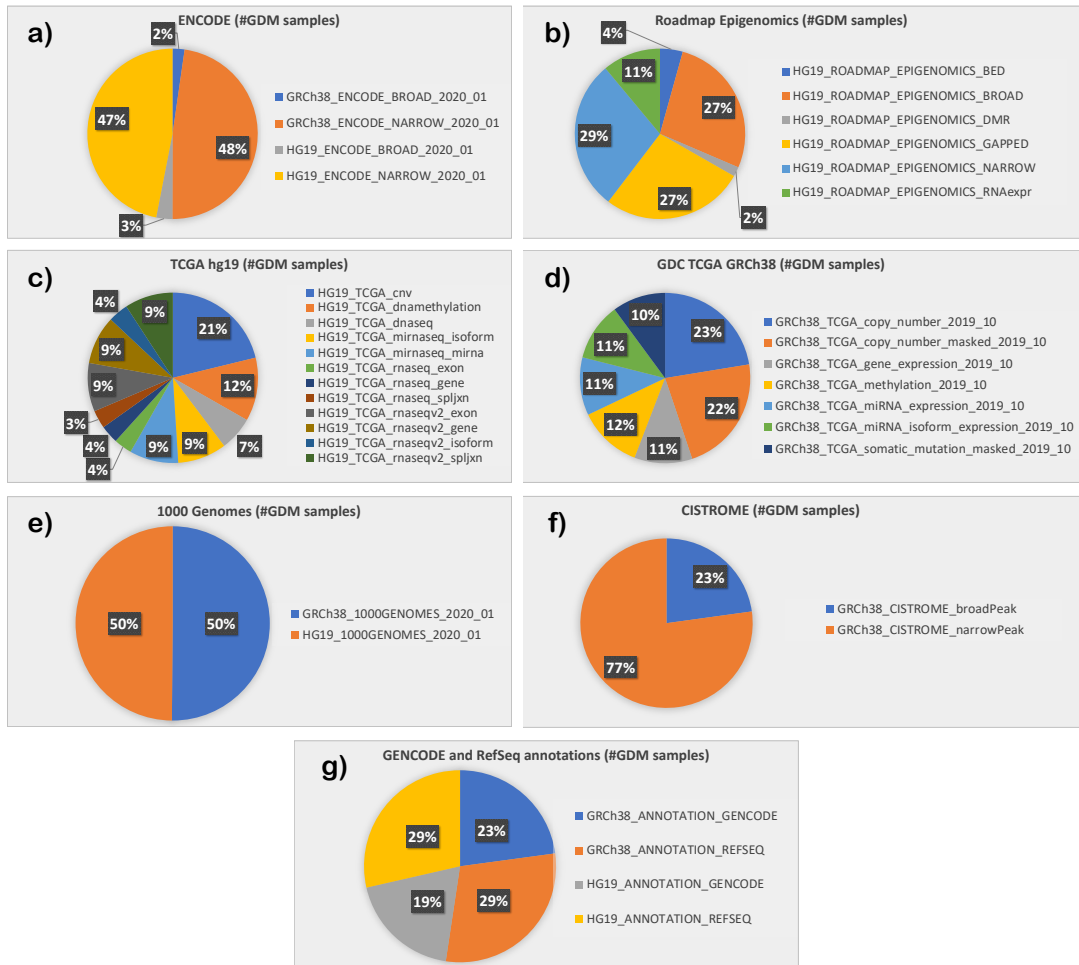 a)
ENCODE (#GDM samples)
2%
47%
48%
3%
GRCh38_ENCODE_BROAD_2020_01
GRCh38_ENCODE_NARROW_2020_01
HG19_ENCODE_BROAD_2020_01
HG19_ENCODE_NARROW_2020_01
b)
Roadmap Epigenomics (#GDM samples)
4%
11%
27%
29%
27%
2%
HG19_ROADMAP_EPIGENOMICS_BED
HG19_ROADMAP_EPIGENOMICS_BROAD
HG19_ROADMAP_EPIGENOMICS_DMR
HG19_ROADMAP_EPIGENOMICS_GAPPED
HG19_ROADMAP_EPIGENOMICS_NARROW
HG19_ROADMAP_EPIGENOMICS_RNAexpr
c)
TCGA hg19 (#GDM samples)
4%
9%
21%
9%
9%
12%
3%
4%
4%
9%
9%
7%
HG19_TCGA_cnv
HG19_TCGA_dnamethylation
HG19_TCGA_dnaseq
HG19_TCGA_mirnaseq_isoform
HG19_TCGA_mirnaseq_mirna
HG19_TCGA_rnaseq_exon
HG19_TCGA_rnaseq_gene
HG19_TCGA_rnaseq_spljxn
HG19_TCGA_rnaseqv2_exon
HG19_TCGA_rnaseqv2_gene
HG19_TCGA_rnaseqv2_isoform
HG19_TCGA_rnaseqv2_spljxn
d)
GDC TCGA GRCh38 (#GDM samples)
10%
23%
11%
11%
12%
11%
22%
GRCh38_TCGA_copy_number_2019_10
GRCh38_TCGA_copy_number_masked_2019_10
GRCh38_TCGA_gene_expression_2019_10
GRCh38_TCGA_methylation_2019_10
GRCh38_TCGA_miRNA_expression_2019_10
GRCh38_TCGA_miRNA_isoform_expression_2019_10
GRCh38_TCGA_somatic_mutation_masked_2019_10
e)
1000 Genomes (#GDM samples)
50%
50%
GRCh38_1000GENOMES_2020_01
HG19_1000GENOMES_2020_01
f)
CISTROME (#GDM samples)
23%
77%
GRCh38_CISTROME_broadPeak
GRCh38_CISTROME_narrowPeak
g)
GENCODE and RefSeq annotations (#GDM samples)
29%
23%
19%
29%
GRCh38_ANNOTATION_GENCODE
GRCh38_ANNOTATION_REFSEQ
HG19_ANNOTATION_GENCODE
HG19_ANNOTATION_REFSEQ